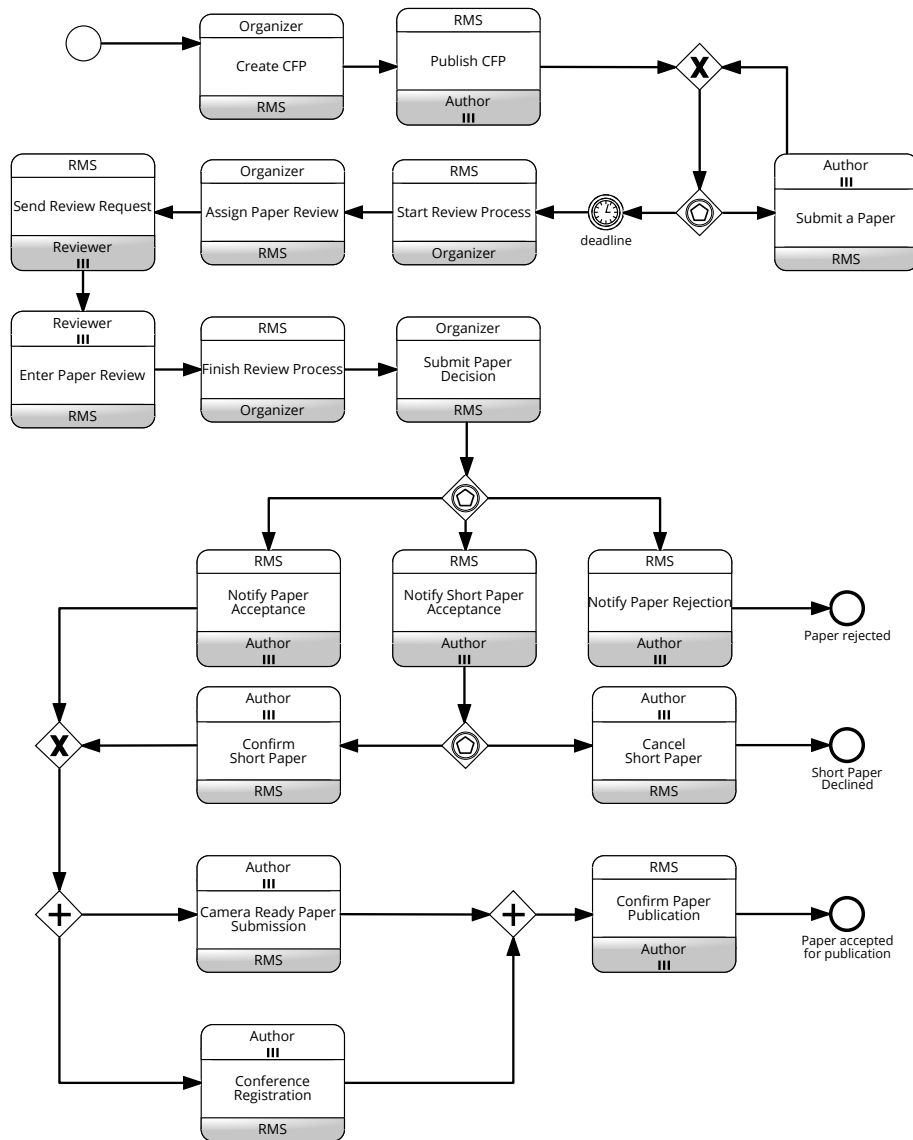 Organizer
Create CFP
RMS
RMS
Publish CFP
Author
RMS
Send Review Request
Reviewer
Organizer
Assign Paper Review
RMS
RMS
Start Review Process
Organizer
deadline
Author
Submit a Paper
RMS
Reviewer
Enter Paper Review
RMS
RMS
Finish Review Process
Organizer
Organizer
Submit Paper
Decision
RMS
RMS
Notify Paper
Acceptance
Author
RMS
Notify Short Paper
Acceptance
Author
RMS
Notify Paper Rejection
Author
Paper rejected
Author
Confirm
Short Paper
RMS
Author
Cancel
Short Paper
RMS
Short Paper
Declined
Author
Camera Ready Paper
Submission
RMS
RMS
Confirm Paper
Publication
Author
Paper accepted
for publication
Author
Conference
Registration
RMS